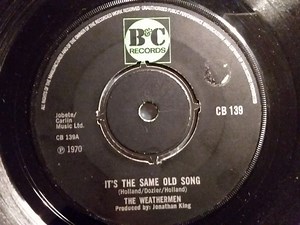 B&C
RECORDS
Jobete/
Carlin
Music Ltd.
CB 139
CB 139A
℗ 1970
IT'S THE SAME OLD SONG
(Holland/Dozier/Holland)
THE WEATHERMEN
Produced by: Jonathan King